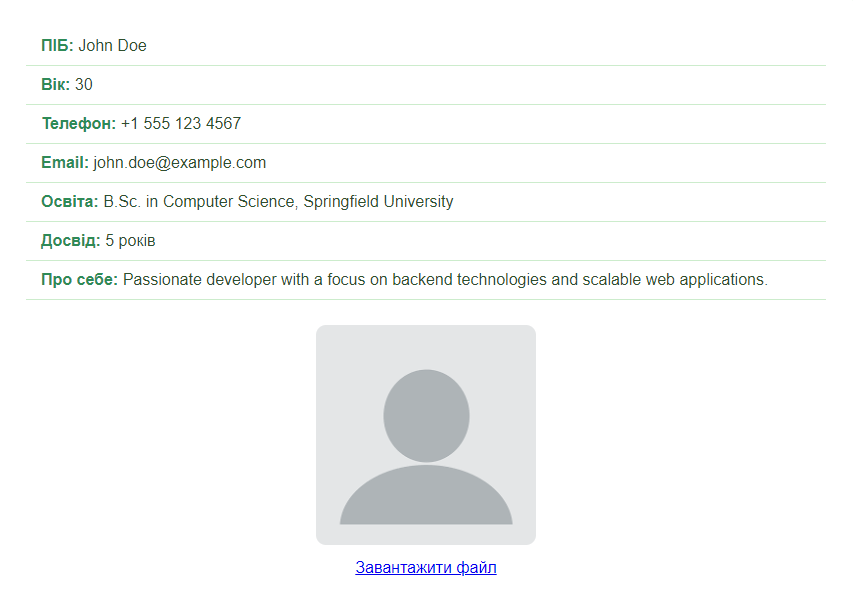 ПІБ: John Doe
Вік: 30
Телефон: +1 555 123 4567
Email: john.doe@example.com
Освіта: B.Sc. in Computer Science, Springfield University
Досвід: 5 років
Про себе: Passionate developer with a focus on backend technologies and scalable web applications.
Завантажити файл